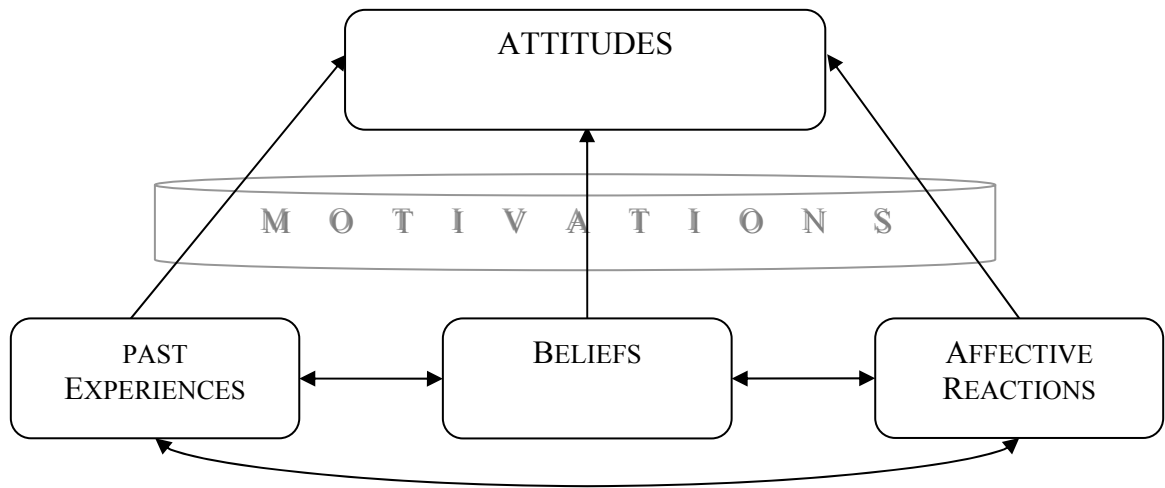 ATTITUDES
M O T I V A T I O N S
PAST
EXPERIENCES
BELIEFS
AFFECTIVE
REACTIONS